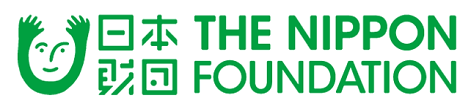 日本 THE NIPPON
財団 FOUNDATION